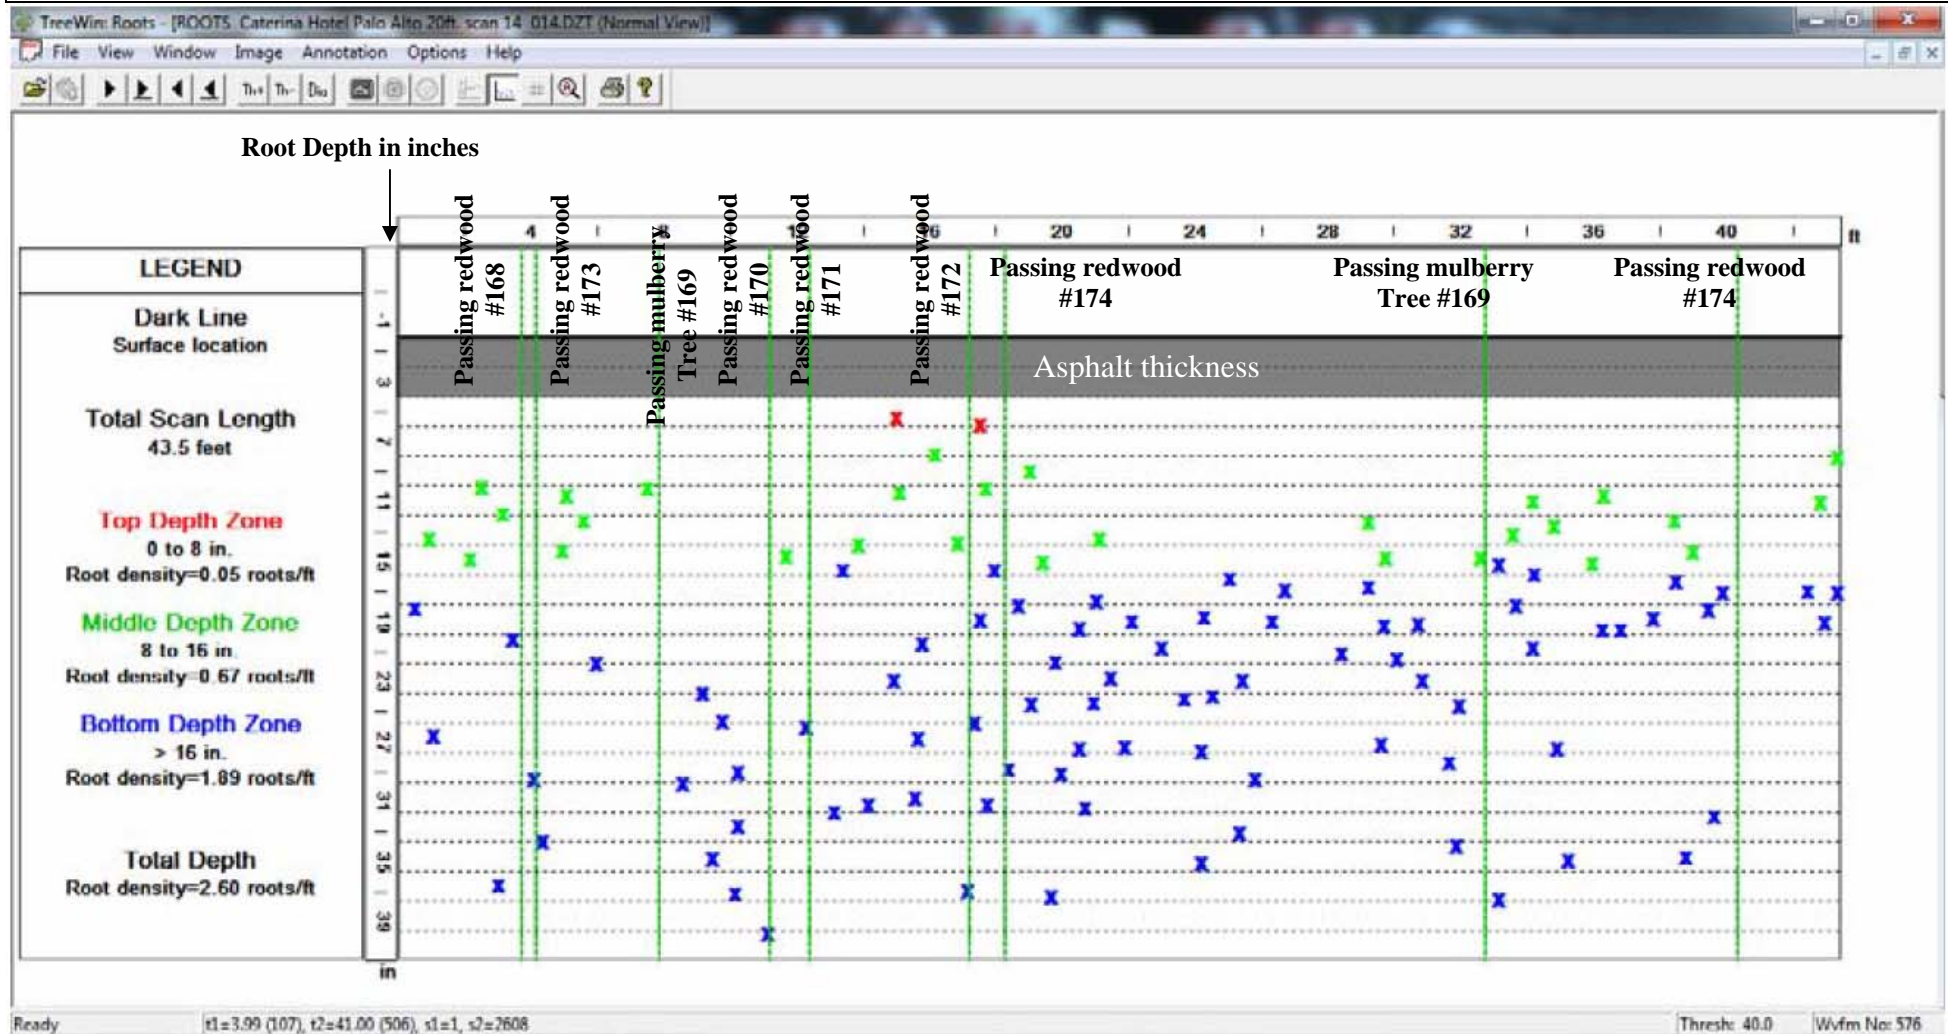 TreeWin: Roots - [ROOTS Caterina Hotel Palo Alto 20ft. scan 14 014.DZT (Normal View)]
File View Window Image Annotation Options Help
Th+ Th-
Root Depth in inches
4 8 12 16 20 24 28 32 36 40 ft
Passing redwood
#168
Passing redwood
#173
Passing mulberry
Tree #169
Passing redwood
#170
Passing redwood
#171
Passing redwood
#172
Passing redwood
#174
Passing mulberry
Tree #169
Passing redwood
#174
Asphalt thickness
LEGEND
Dark Line
Surface location
Total Scan Length
43.5 feet
Top Depth Zone
0 to 8 in.
Root density=0.05 roots/ft
Middle Depth Zone
8 to 16 in.
Root density=0.67 roots/ft
Bottom Depth Zone
> 16 in.
Root density=1.89 roots/ft
Total Depth
Root density=2.60 roots/ft
-1
3
7
11
15
19
23
27
31
35
39
in
Ready
t1=3.99 (107), t2=41.00 (506), s1=1, s2=2608
Thresh: 40.0
Wvfm No: 576